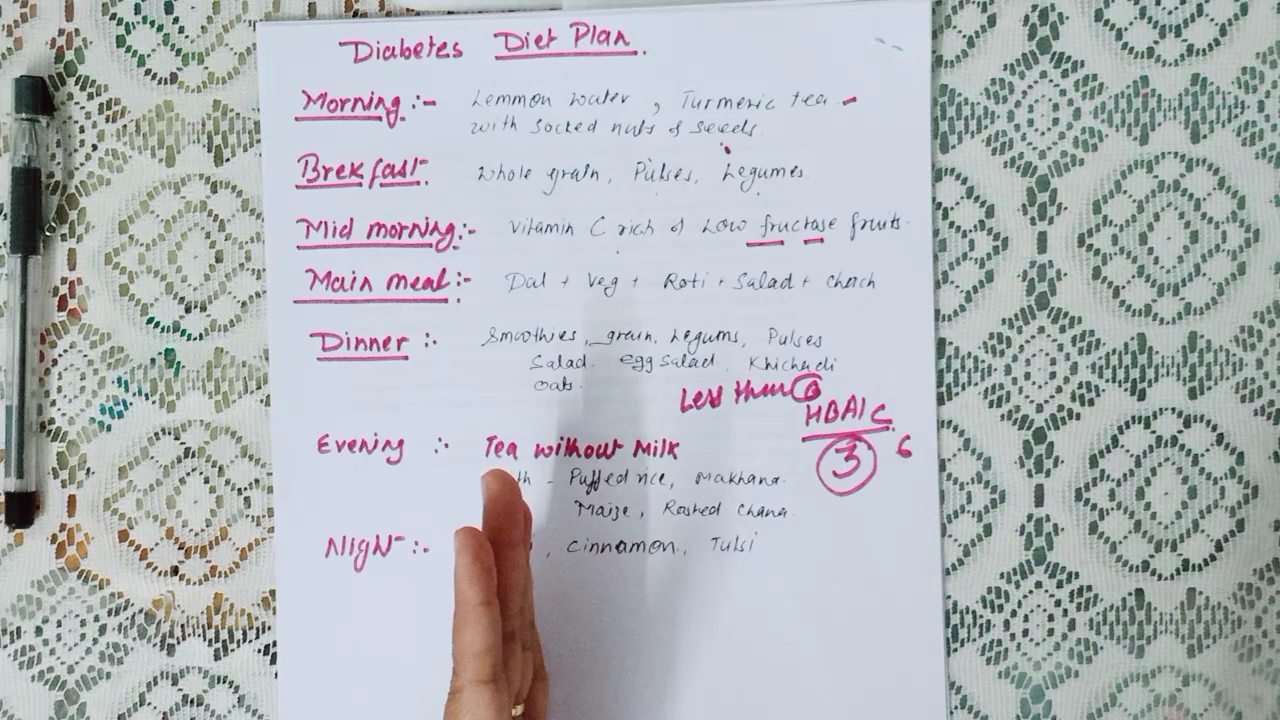 Diabetes Diet Plan.
Morning :- Lemmon water, Turmeric tea -
with Socked nuts & seeds.
Brekfast Whole grain, Pulses, Legumes
Mid morning :- Vitamin C rich & Low fructase fruits.
Main meal :- Dal + Veg + Roti + Salad + Chach
Dinner :- Smoothies, grain, Legums, Pulses
Salad. egg salad. Khichadi
oats.
Less than 6
HBA1C
3 6
Evening :- Tea without Milk
- Puffed rice, Makhana.
Maize, Rosted Chana.
Night :- , Cinnamon, Tulsi